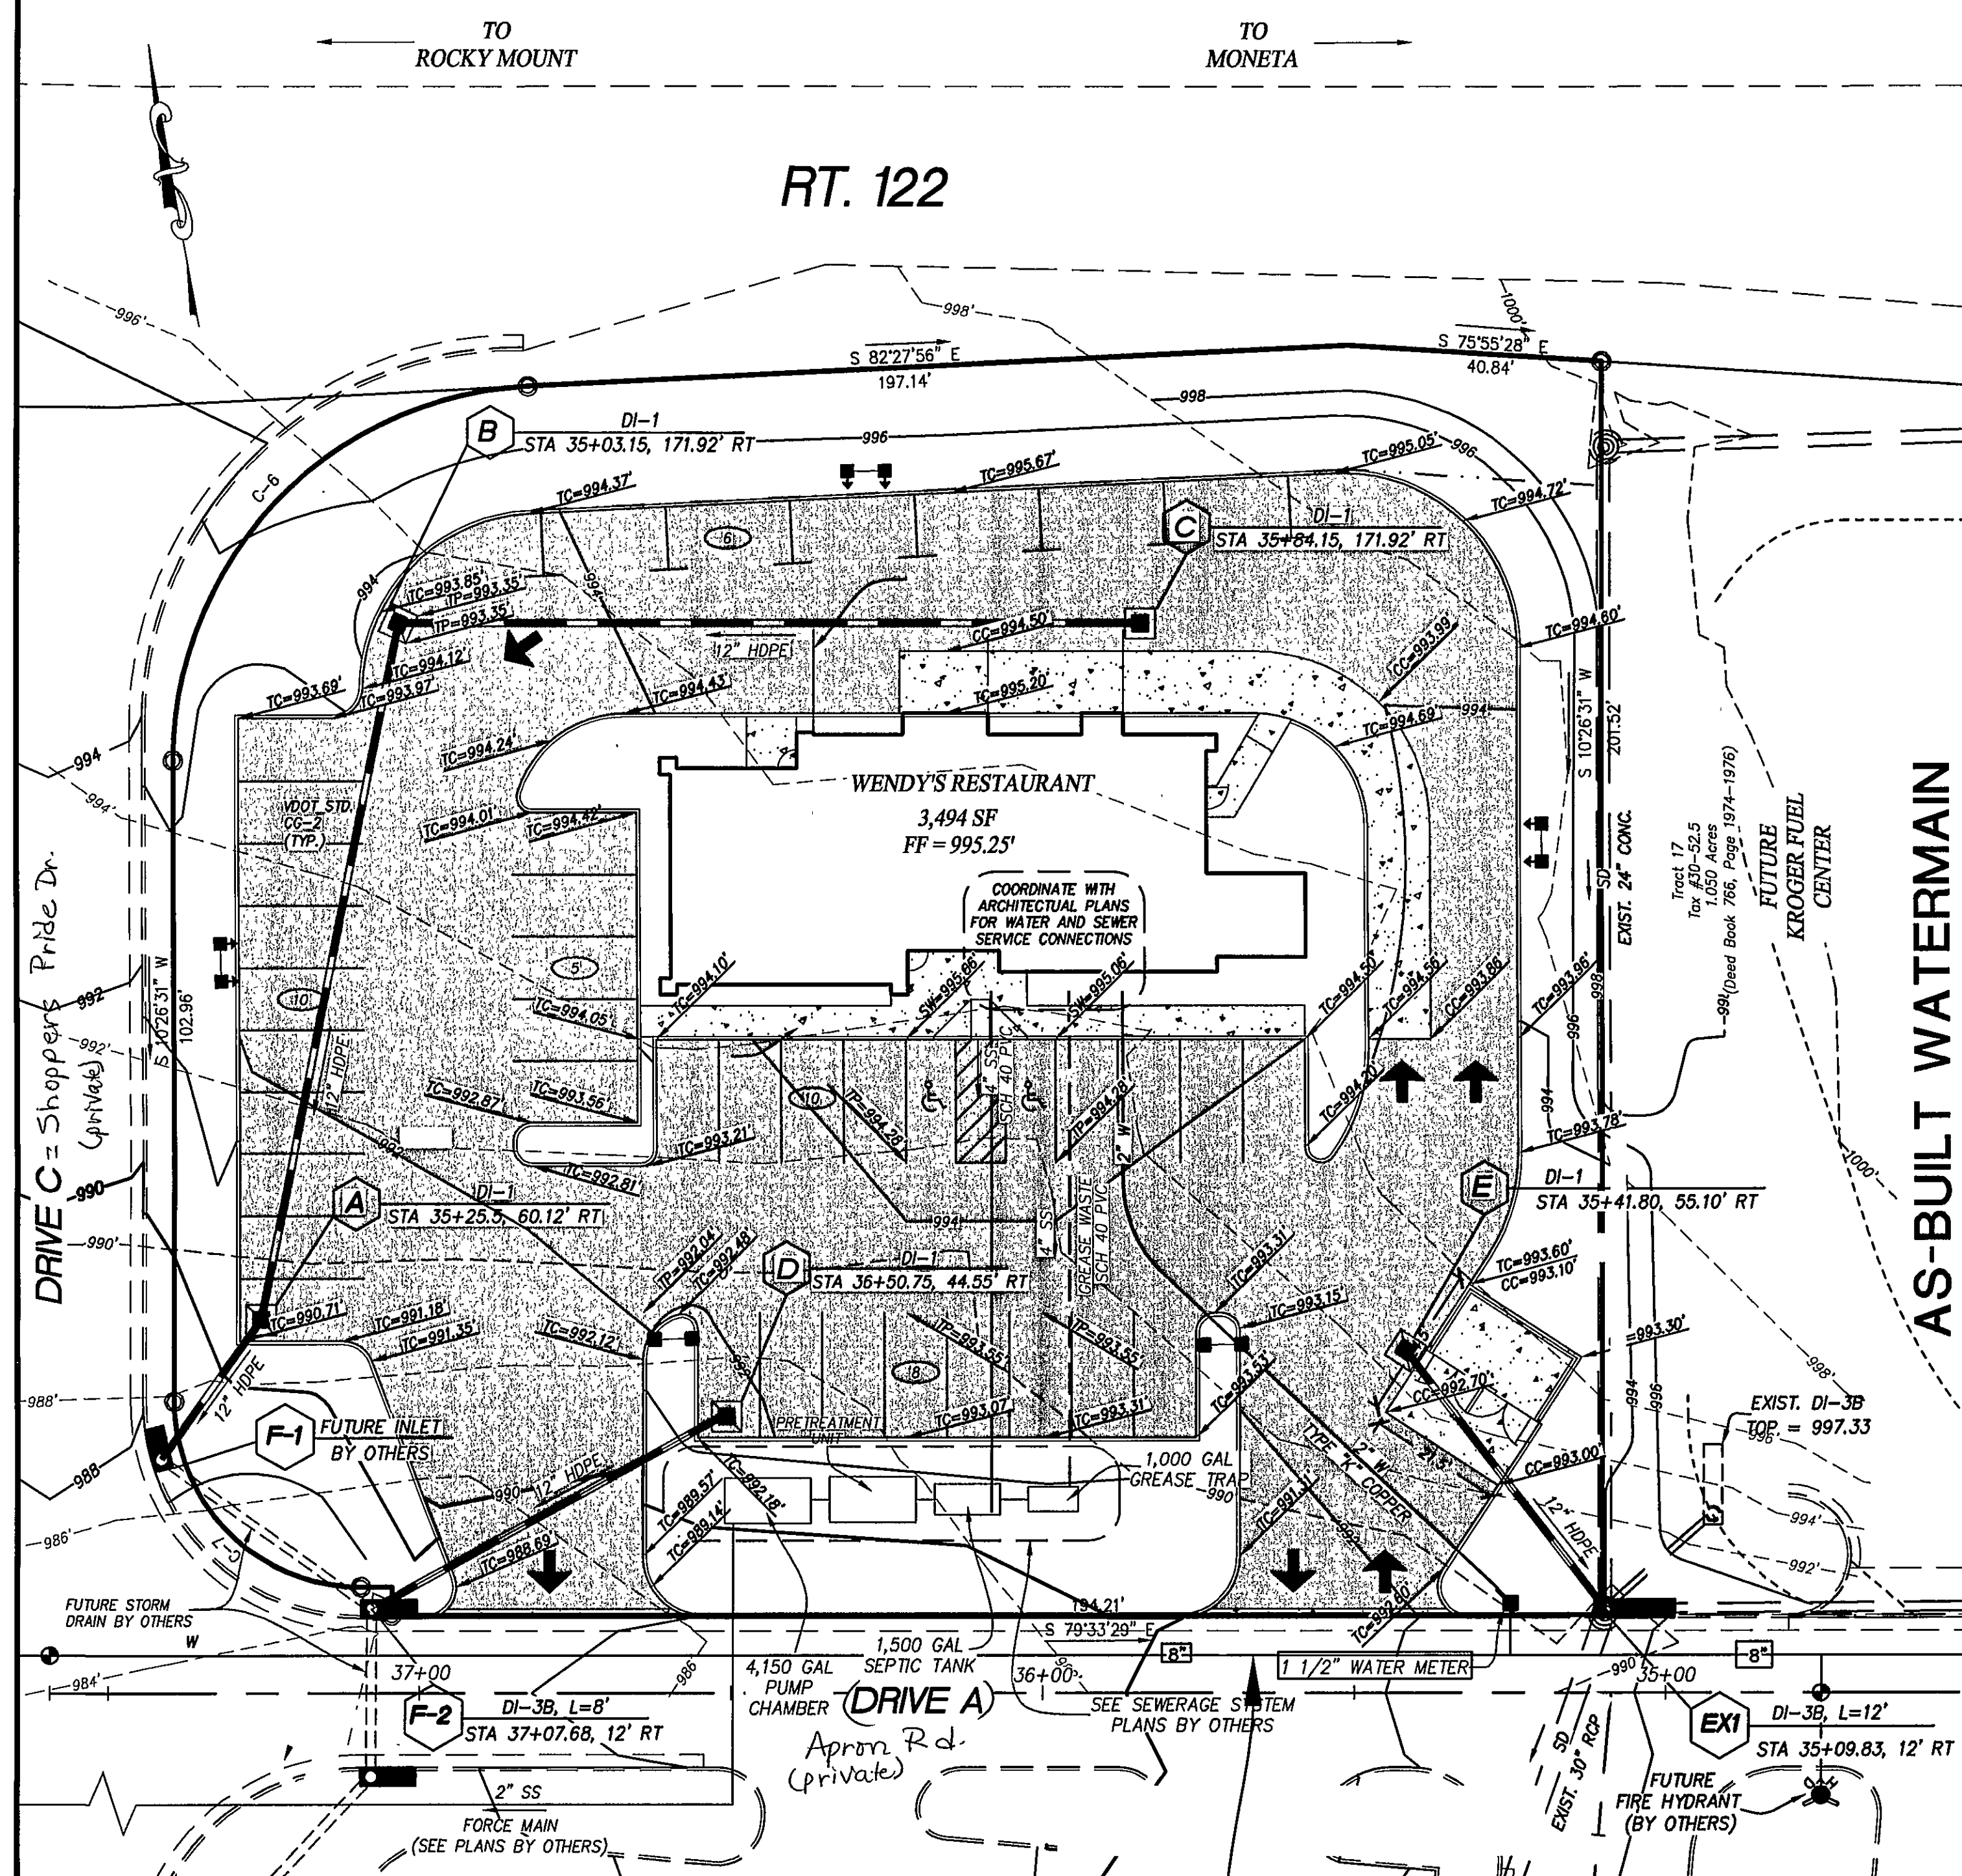 TO
ROCKY MOUNT
TO
MONETA
RT. 122
996'
998'
1000'
S 82°27'56" E
197.14'
S 75°55'28" E
40.84'
998
B
DI-1
STA 35+03.15, 171.92' RT
996
996
C-6
TC=994.37'
TC=995.67'
TC=995.05'
TC=994.72'
6
C
DI-1
STA 35+84.15, 171.92' RT
994
994'
TC=993.85'
TP=993.35'
TP=993.35'
CC=994.50'
12" HDPE
CC=993.99'
TC=994.60'
TC=994.12'
TC=993.69'
TC=993.97'
TC=994.43'
TC=995.20'
TC=994.69'
994
TC=994.24'
S 10°26'31" W
201.52'
994
994'
WENDY'S RESTAURANT
3,494 SF
FF = 995.25'
VDOT STD.
CG-2
(TYP.)
TC=994.01'
TC=994.42'
EXIST. 24" CONC.
SD
Tract 17
Tax #30-52.5
1.050 Acres
(Deed Book 766, Page 1974-1976)
FUTURE
KROGER FUEL
CENTER
AS-BUILT WATERMAIN
COORDINATE WITH
ARCHITECTUAL PLANS
FOR WATER AND SEWER
SERVICE CONNECTIONS
DRIVE C = Shoppers Pride Dr.
(private)
992
992'
S 10°26'31" W
102.96'
10
5
TC=994.10'
SW=995.86'
SW=995.06'
TC=994.50'
TC=994.56'
CC=993.86'
TC=993.96'
998
996
TC=994.05'
12" HDPE
TC=992.87'
TC=993.56'
10
TP=994.28'
4" SS
SCH 40 PVC
TP=994.28'
2" W
TC=994.20'
994
TC=993.78'
1000'
TC=993.21'
TC=992.81'
990
990'
A
DI-1
STA 35+25.5, 60.12' RT
E
DI-1
STA 35+41.80, 55.10' RT
994
4" SS
GREASE WASTE
SCH 40 PVC
TP=992.04'
TC=992.48'
D
DI-1
STA 36+50.75, 44.55' RT
TC=993.31'
TC=993.60'
CC=993.10'
TC=990.71
TC=991.18'
TC=991.35'
TC=992.12'
TP=993.55'
TP=993.55'
TC=993.15'
=993.30'
988'
12" HDPE
8
TC=993.53'
CC=992.70'
994
996
998'
F-1
FUTURE INLET
BY OTHERS
TC=993.07'
TC=993.31'
PRETREATMENT
UNIT
EXIST. DI-3B
TOP. = 997.33
996
988
990
12" HDPE
TC=989.57'
TC=989.14'
TC=992.18'
1,000 GAL
GREASE TRAP
990
2" W
TYPE "K" COPPER
CC=993.00'
12" HDPE
994'
992'
986'
TC=988.69'
TC=991.31'
TC=992.60'
FUTURE STORM
DRAIN BY OTHERS
W
194.21'
S 79°33'29" E
8"
1 1/2" WATER METER
8"
990'
984'
37+00
986'
36+00
35+00
4,150 GAL
PUMP
CHAMBER
1,500 GAL
SEPTIC TANK
(DRIVE A)
Apron Rd.
(private)
SEE SEWERAGE SYSTEM
PLANS BY OTHERS
F-2
DI-3B, L=8'
STA 37+07.68, 12' RT
EX1
DI-3B, L=12'
STA 35+09.83, 12' RT
SD
EXIST. 30" RCP
FUTURE
FIRE HYDRANT
(BY OTHERS)
2" SS
FORCE MAIN
(SEE PLANS BY OTHERS)